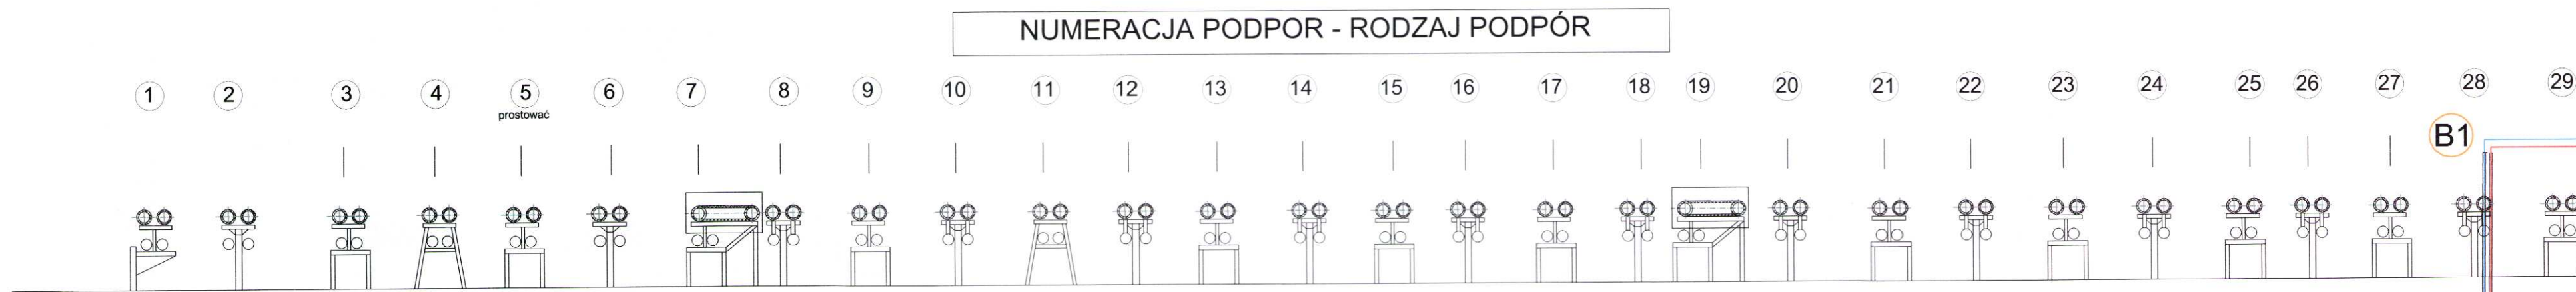 NUMERACJA PODPOR - RODZAJ PODPÓR
1 2 3 4 5 6 7 8 9 10 11 12 13 14 15 16 17 18 19 20 21 22 23 24 25 26 27 28 29
prostować
B1